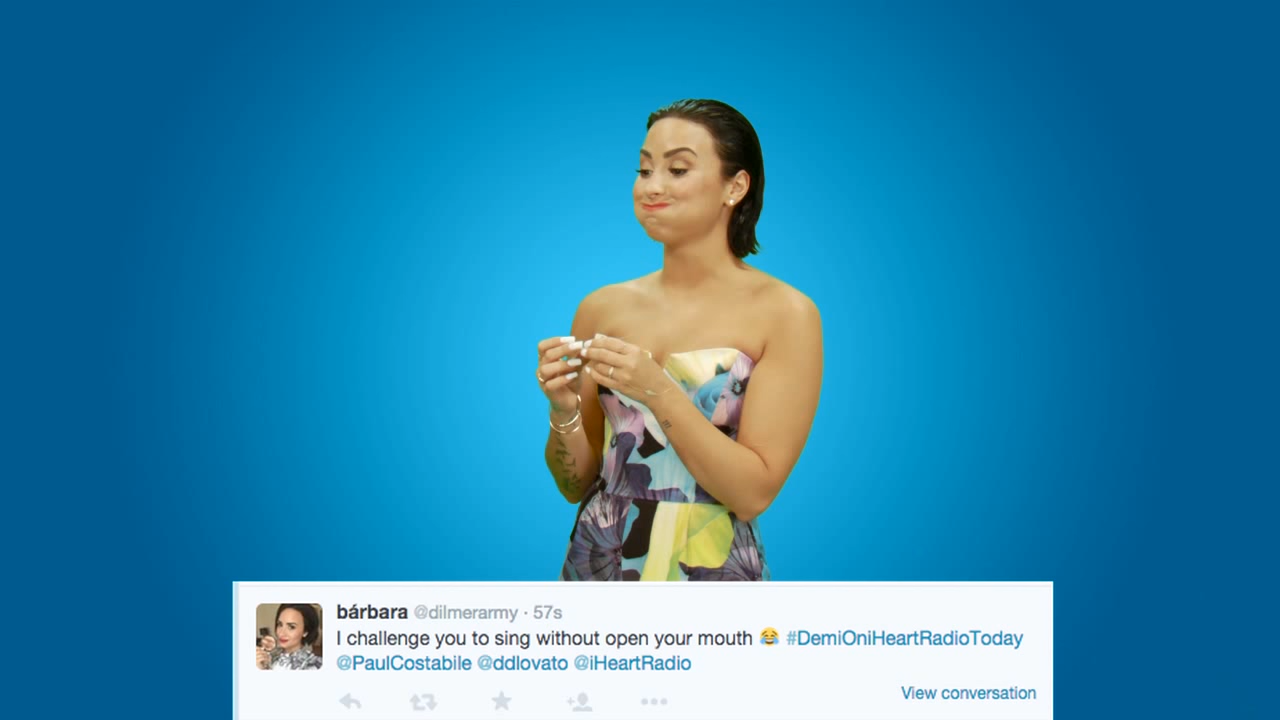 bárbara @dilmerarmy · 57s
I challenge you to sing without open your mouth 😂 #DemiOniHeartRadioToday
@PaulCostabile @ddlovato @iHeartRadio
View conversation